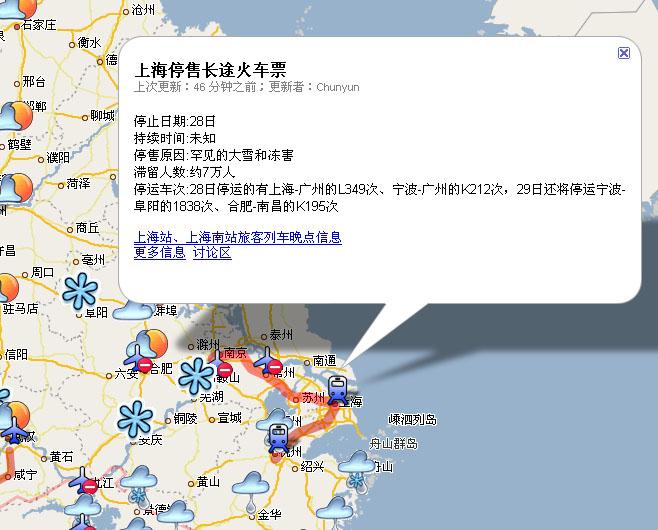 沧州
石家庄
衡水
德
邢台
邯郸
聊城
鹤壁
濮阳
菏泽
商丘
许昌
亳州
周口
驻马店
阜阳
蚌埠
信阳
六安
合肥
滁州
南京
泰州
南通
常州
鞍山
芜湖
苏州
上海
铜陵
宣城
安庆
嵊泗列岛
舟山群岛
舟山
杭州
绍兴
黄石
咸宁
九江
黄山
景德镇
金华
上海停售长途火车票
上次更新：46 分钟之前；更新者：Chunyun
停止日期:28日
持续时间:未知
停售原因:罕见的大雪和冻害
滞留人数:约7万人
停运车次:28日停运的有上海-广州的L349次、宁波-广州的K212次，29日还将停运宁波-
阜阳的1838次、合肥-南昌的K195次
上海站、上海南站旅客列车晚点信息
更多信息 讨论区